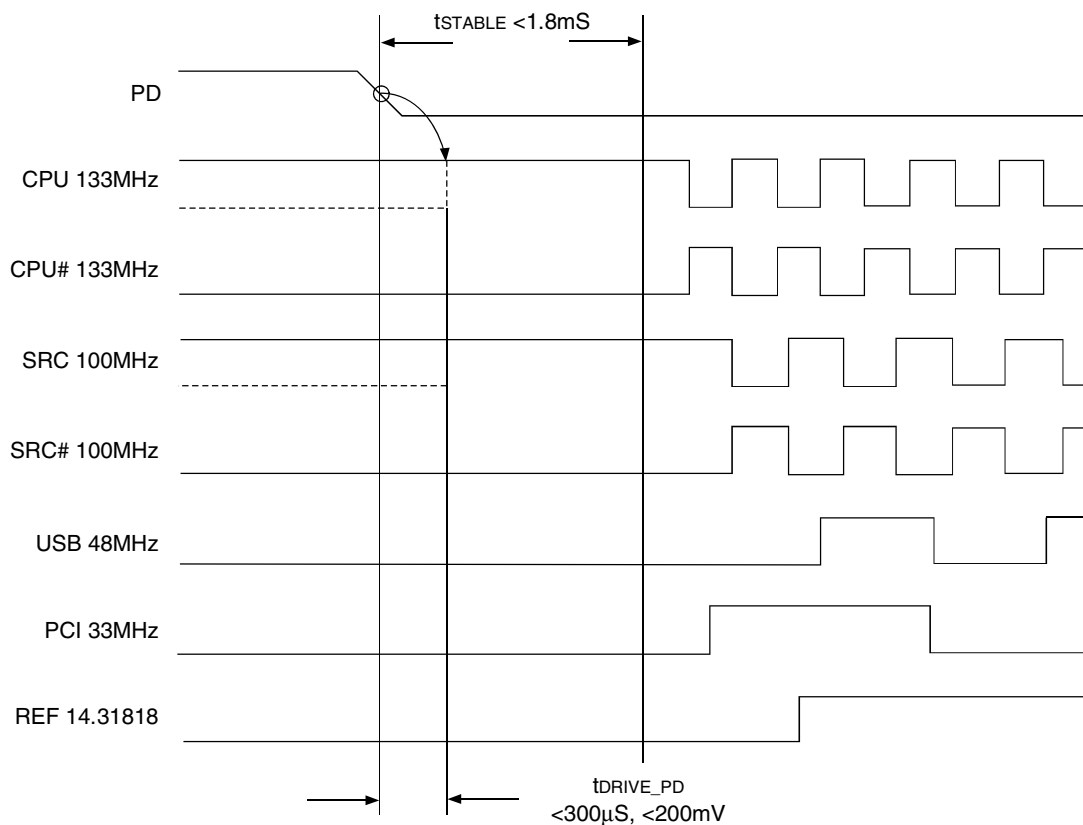 tSTABLE <1.8mS
PD
CPU 133MHz
CPU# 133MHz
SRC 100MHz
SRC# 100MHz
USB 48MHz
PCI 33MHz
REF 14.31818
tDRIVE_PD
<300µS, <200mV